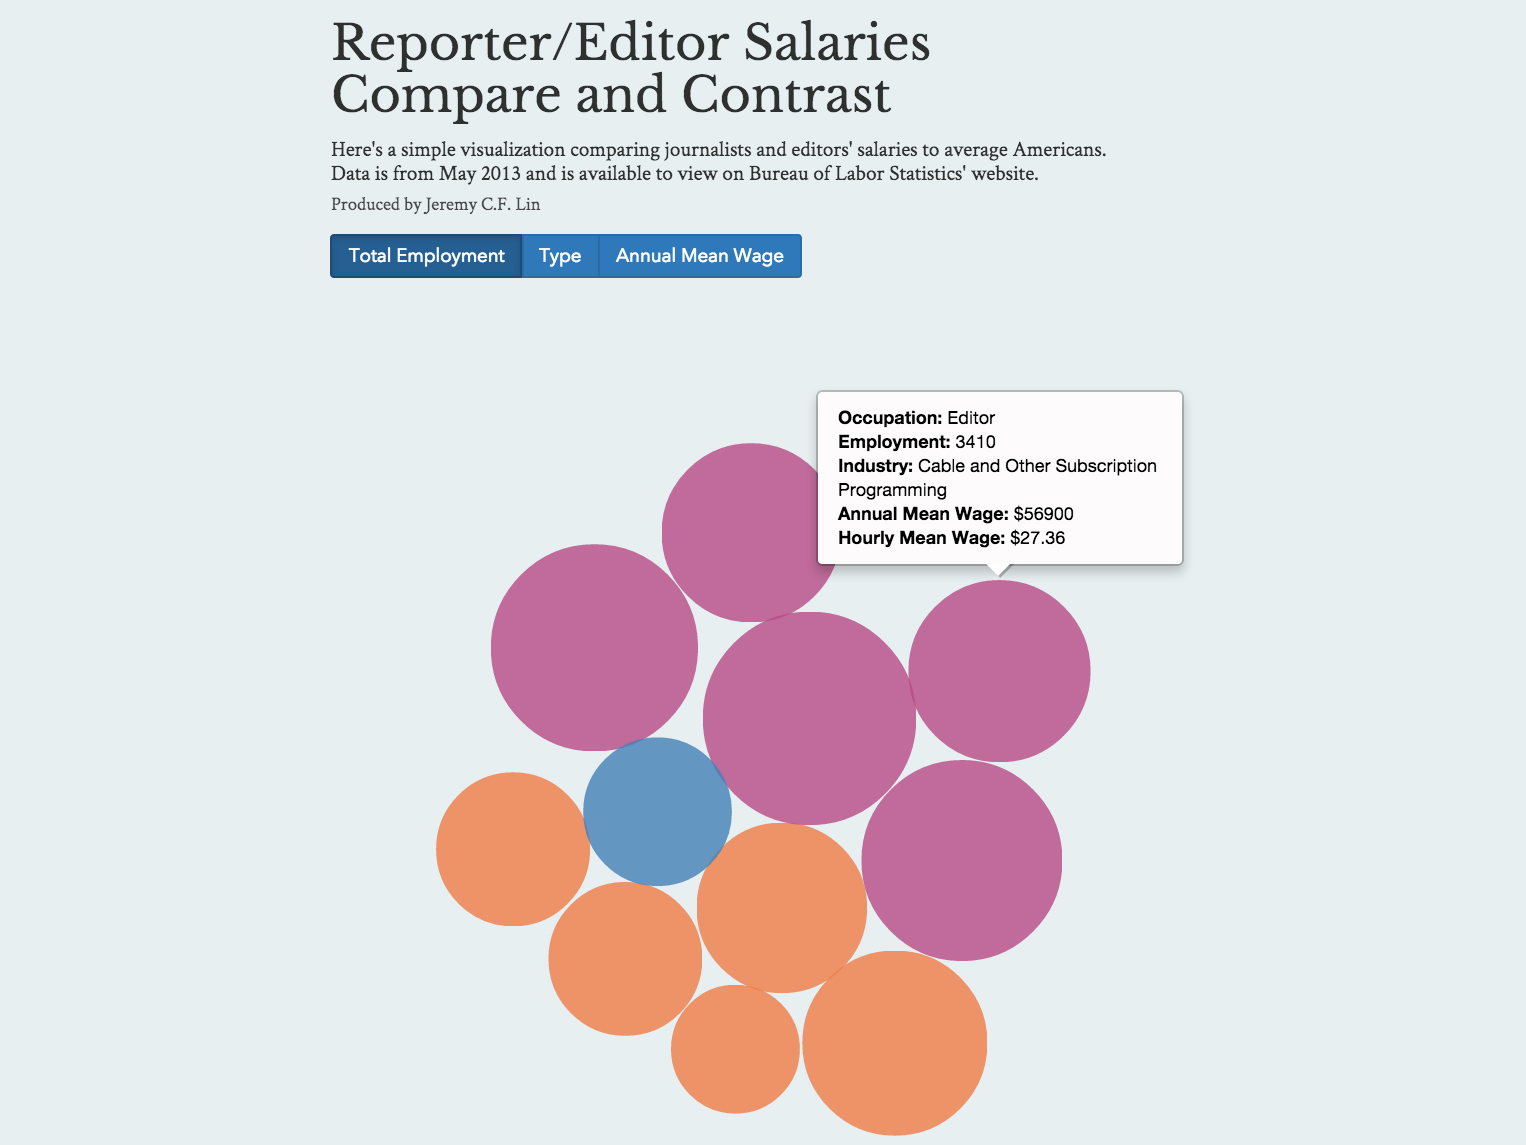 Reporter/Editor Salaries
Compare and Contrast
Here's a simple visualization comparing journalists and editors' salaries to average Americans.
Data is from May 2013 and is available to view on Bureau of Labor Statistics' website.
Produced by Jeremy C.F. Lin
Total Employment Type Annual Mean Wage
Occupation: Editor
Employment: 3410
Industry: Cable and Other Subscription
Programming
Annual Mean Wage: $56900
Hourly Mean Wage: $27.36